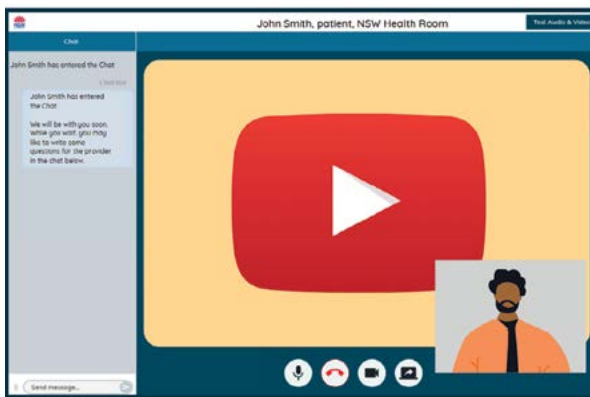 NSW
John Smith, patient, NSW Health Room
Test Audio & Video
Chat
John Smith has entered the Chat
John Smith has entered
the Chat
We will be with you soon.
While you wait, you may
like to write some
questions for the provider
in the chat below.
Send message...